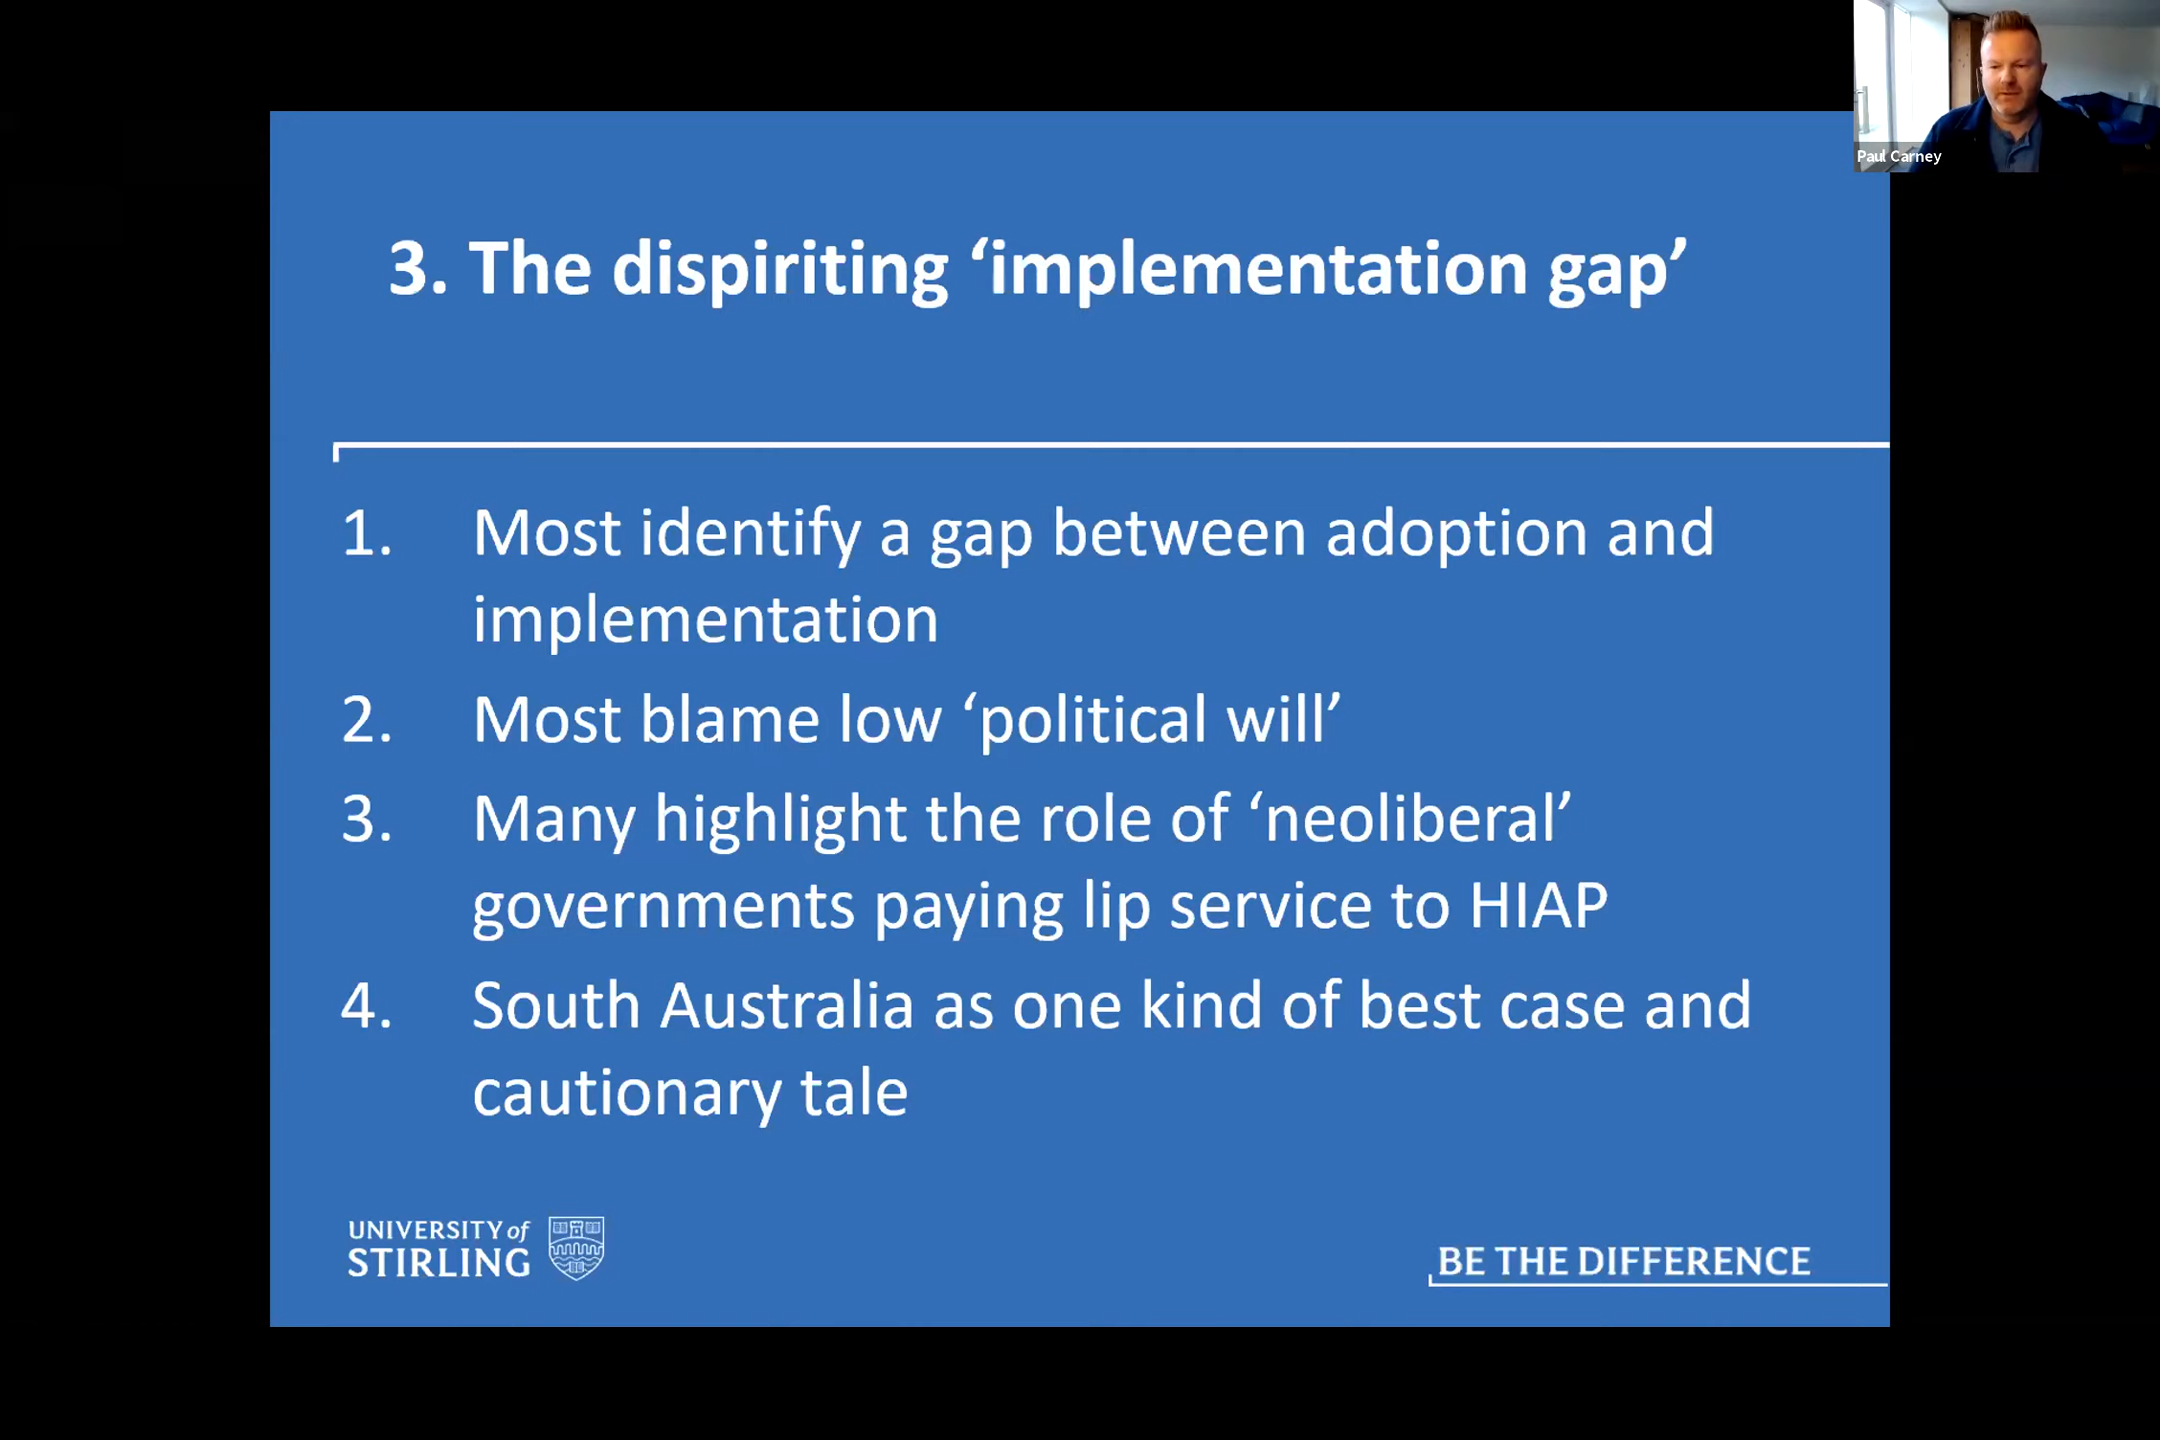 Paul Carney
3. The dispiriting ‘implementation gap’
1. Most identify a gap between adoption and
implementation
2. Most blame low ‘political will’
3. Many highlight the role of ‘neoliberal’
governments paying lip service to HIAP
4. South Australia as one kind of best case and
cautionary tale
UNIVERSITY of
STIRLING
BE THE DIFFERENCE